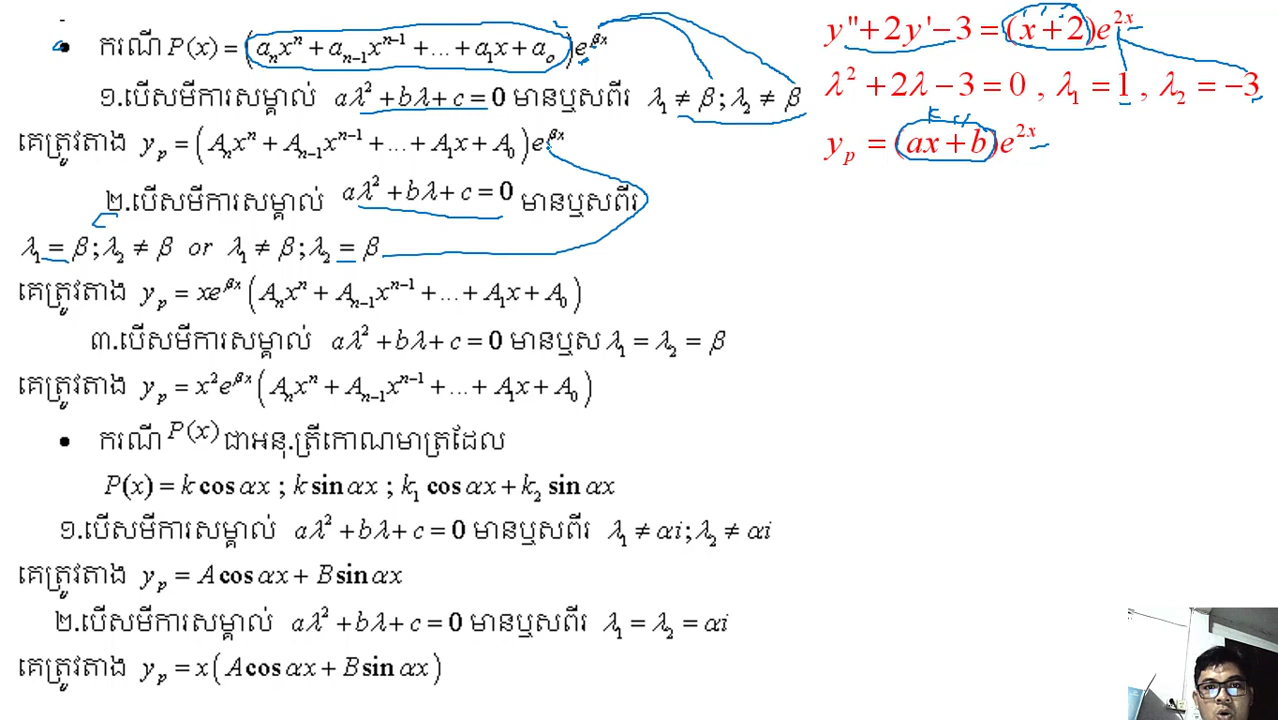 • ករណី P(x) = (aₙxⁿ + aₙ₋₁xⁿ⁻¹ + ... + a₁x + aₒ)e^{βx}
១.បើសមីការសម្គាល់ aλ² + bλ + c = 0 មានឬសពីរ λ₁ ≠ β; λ₂ ≠ β
គេត្រូវតាង y_p = (Aₙxⁿ + Aₙ₋₁xⁿ⁻¹ + ... + A₁x + A₀)e^{βx}
២.បើសមីការសម្គាល់ aλ² + bλ + c = 0 មានឬសពីរ
λ₁ = β; λ₂ ≠ β or λ₁ ≠ β; λ₂ = β
គេត្រូវតាង y_p = xe^{βx}(Aₙxⁿ + Aₙ₋₁xⁿ⁻¹ + ... + A₁x + A₀)
៣.បើសមីការសម្គាល់ aλ² + bλ + c = 0 មានឬស λ₁ = λ₂ = β
គេត្រូវតាង y_p = x²e^{βx}(Aₙxⁿ + Aₙ₋₁xⁿ⁻¹ + ... + A₁x + A₀)
• ករណី P(x) ជាអនុ.ត្រីកោណមាត្រដែល
P(x) = k cos αx ; k sin αx ; k₁ cos αx + k₂ sin αx
១.បើសមីការសម្គាល់ aλ² + bλ + c = 0 មានឬសពីរ λ₁ ≠ αi; λ₂ ≠ αi
គេត្រូវតាង y_p = A cos αx + B sin αx
២.បើសមីការសម្គាល់ aλ² + bλ + c = 0 មានឬសពីរ λ₁ = λ₂ = αi
គេត្រូវតាង y_p = x(A cos αx + B sin αx)
y'' + 2y' − 3 = (x + 2)e^{2x}
λ² + 2λ − 3 = 0 , λ₁ = 1 , λ₂ = −3
y_p = (ax + b)e^{2x}